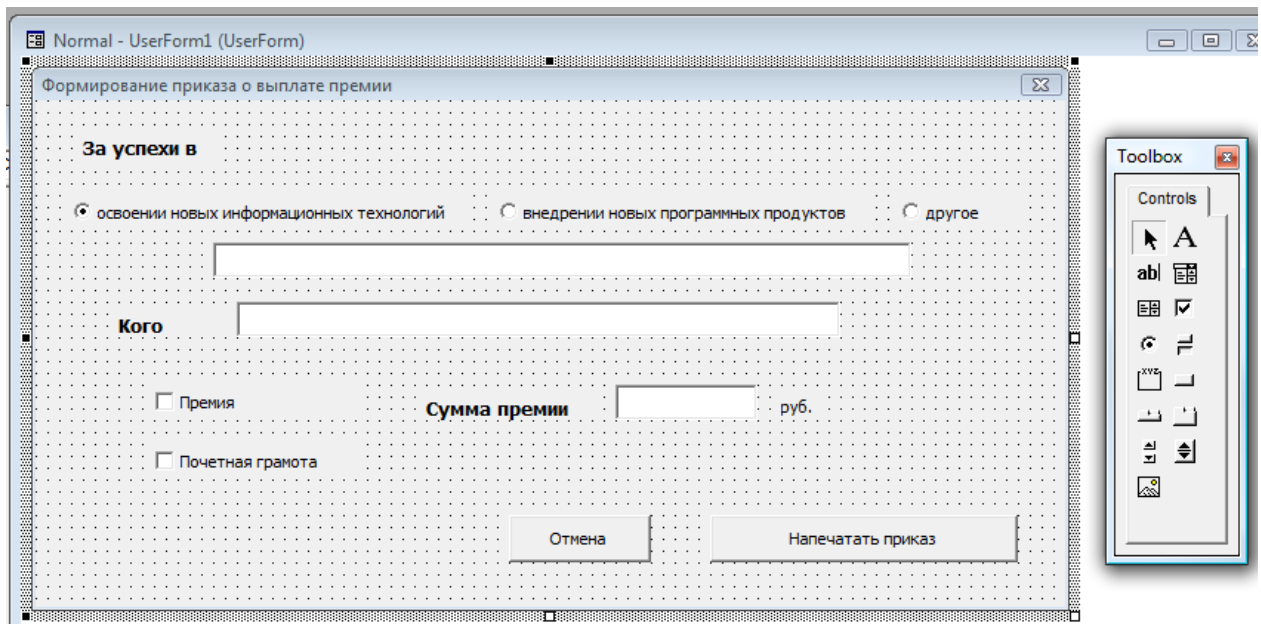 Normal - UserForm1 (UserForm)
Формирование приказа о выплате премии
За успехи в
освоении новых информационных технологий
внедрении новых программных продуктов
другое
Кого
Премия
Сумма премии
руб.
Почетная грамота
Отмена
Напечатать приказ
Toolbox
Controls
A
ab
xyz